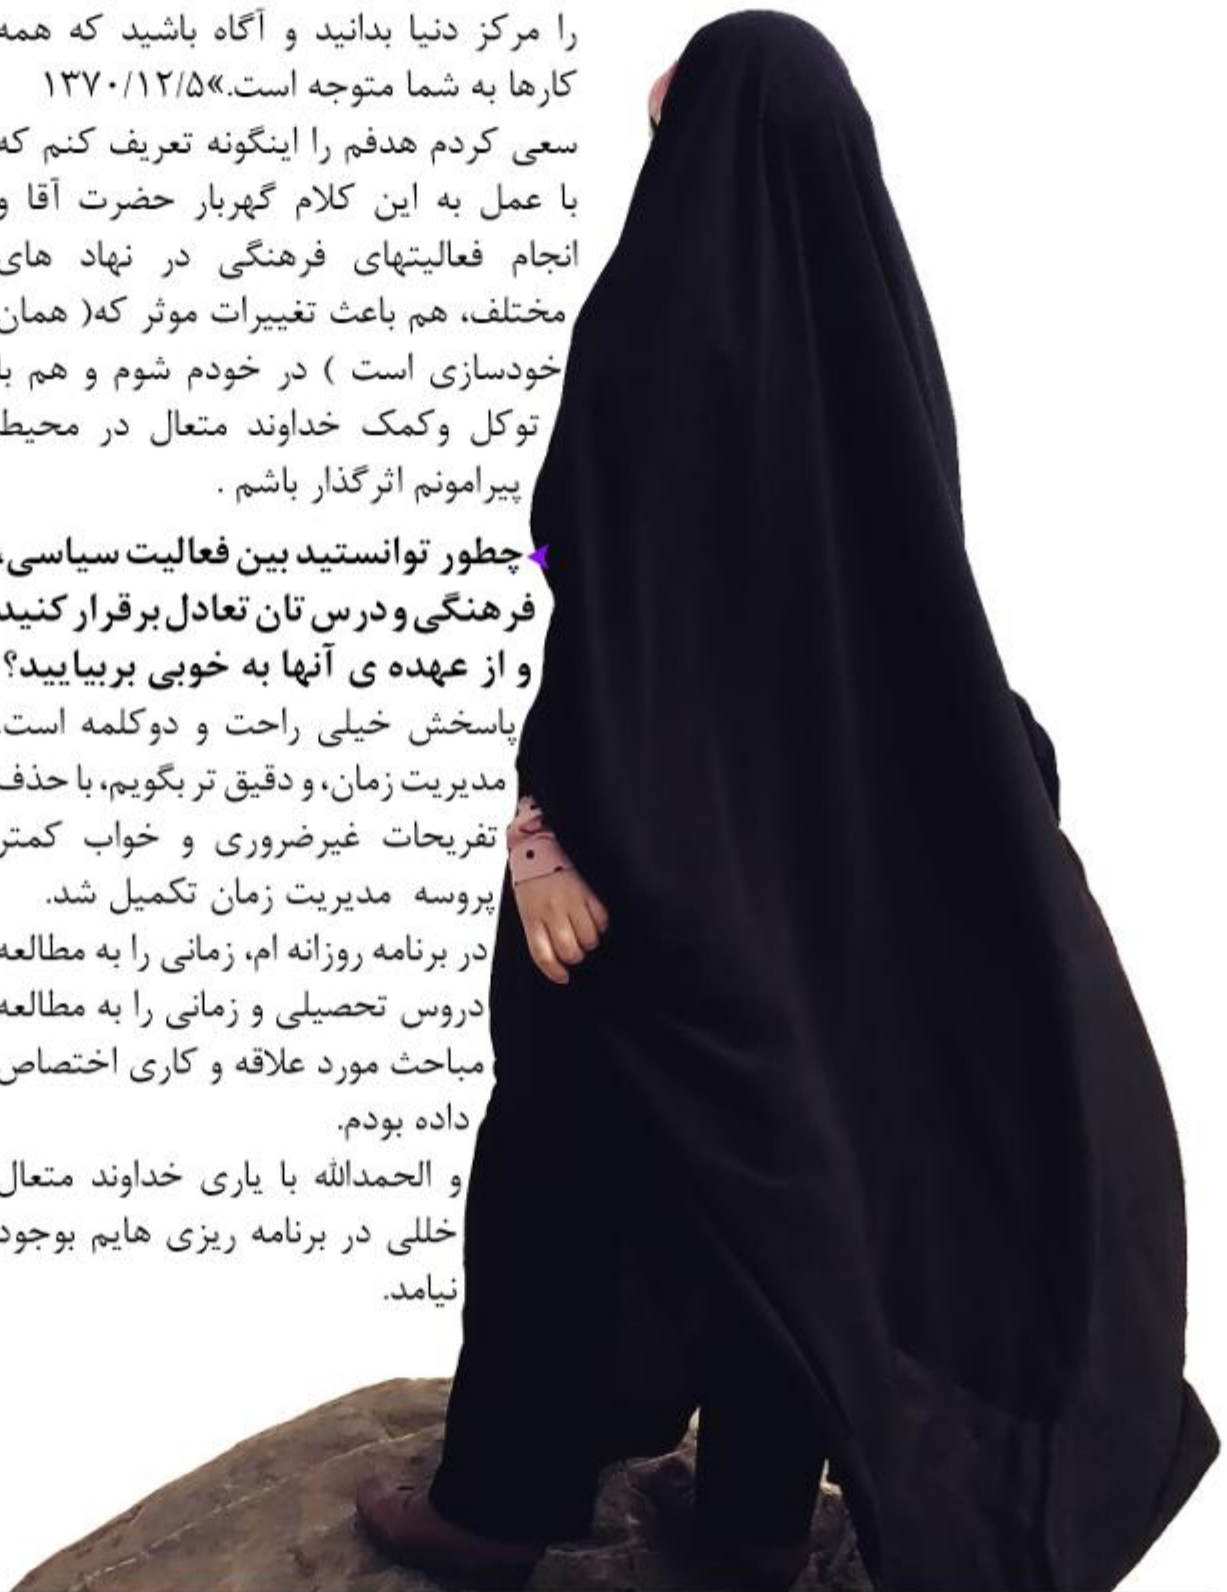 را مرکز دنیا بدانید و آگاه باشید که همه
کارها به شما متوجه است.»۱۳۷۰/۱۲/۵
سعی کردم هدفم را اینگونه تعریف کنم که
با عمل به این کلام گهربار حضرت آقا و
انجام فعالیتهای فرهنگی در نهاد های
مختلف، هم باعث تغییرات موثر که( همان
خودسازی است ) در خودم شوم و هم با
توکل وکمک خداوند متعال در محیط
پیرامونم اثرگذار باشم .
چطور توانستید بین فعالیت سیاسی،
فرهنگی و درس تان تعادل برقرار کنید
و از عهده ی آنها به خوبی بربیایید؟
پاسخش خیلی راحت و دوکلمه است.
مدیریت زمان، و دقیق تر بگویم، با حذف
تفریحات غیرضروری و خواب کمتر
پروسه مدیریت زمان تکمیل شد.
در برنامه روزانه ام، زمانی را به مطالعه
دروس تحصیلی و زمانی را به مطالعه
مباحث مورد علاقه و کاری اختصاص
داده بودم.
و الحمدالله با یاری خداوند متعال
خللی در برنامه ریزی هایم بوجود
نیامد.